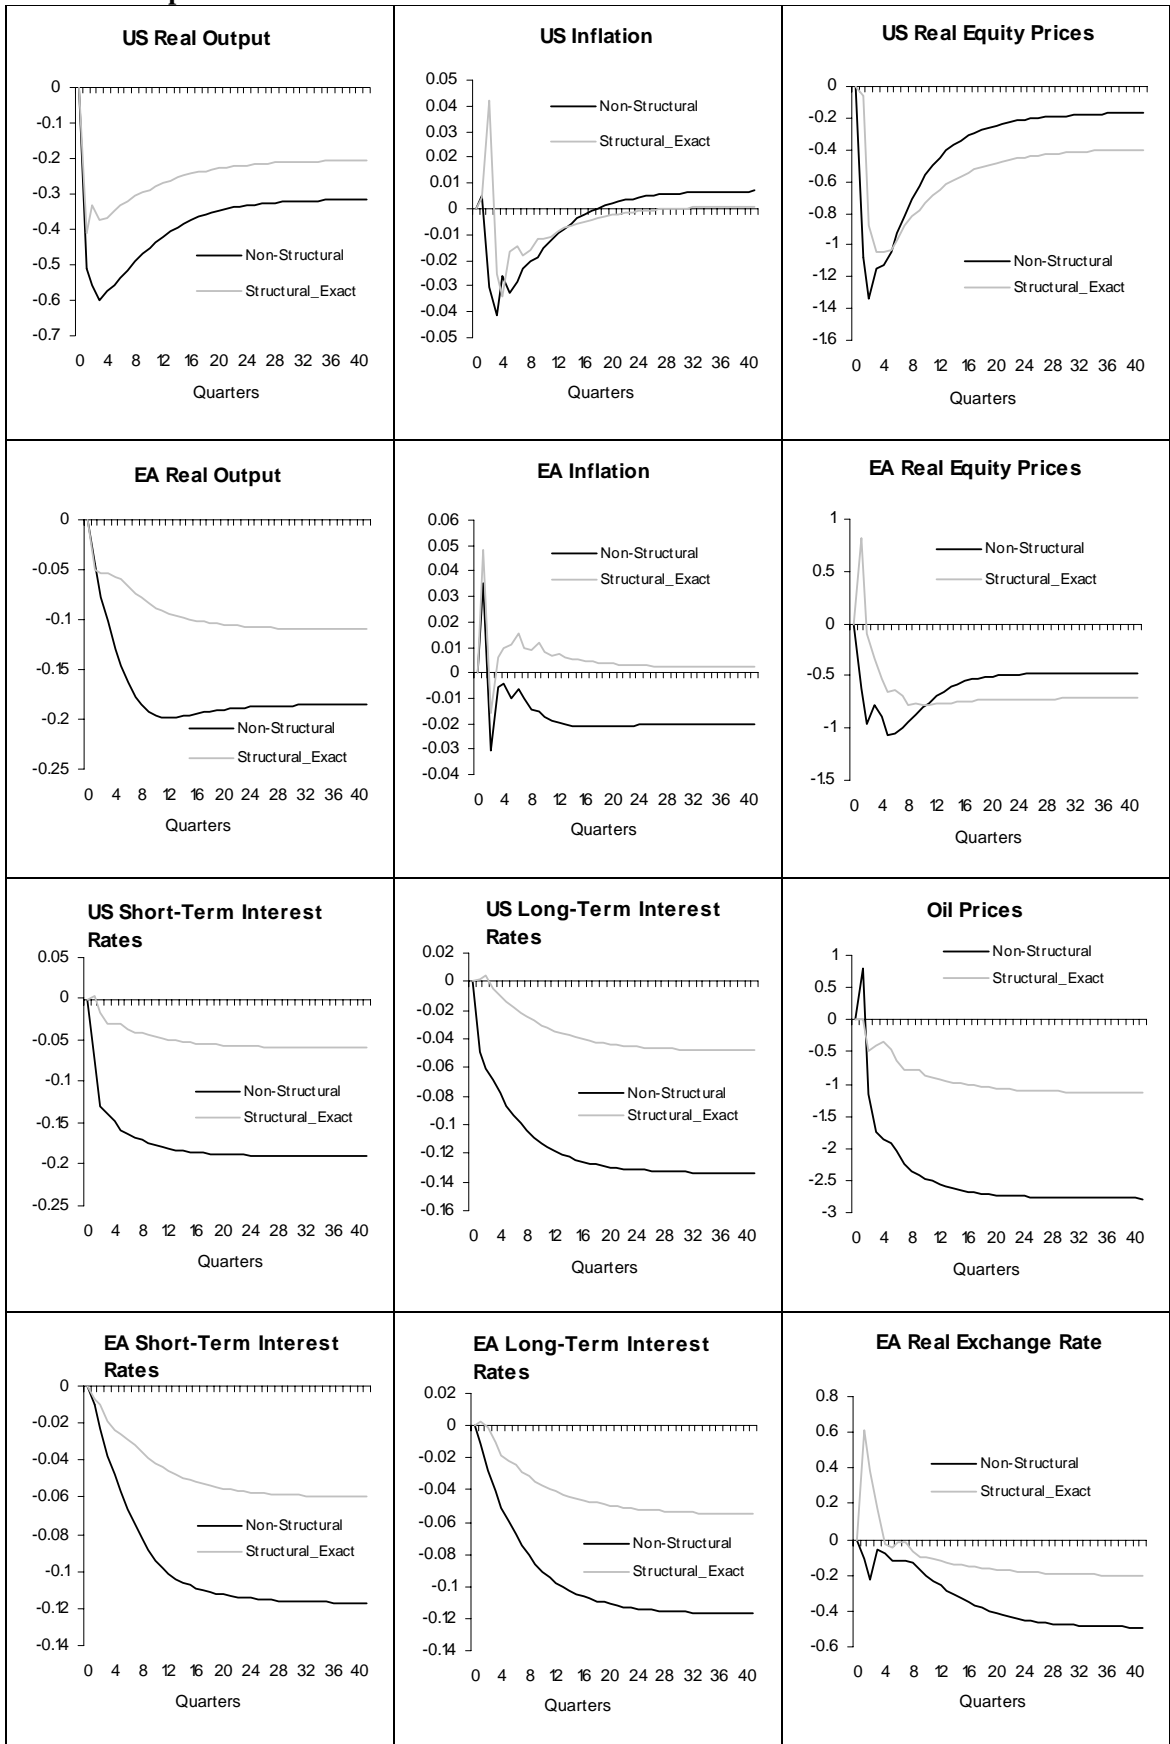 US Real Output
0
-0.1
-0.2
-0.3
-0.4
-0.5
-0.6
-0.7
Non-Structural
Structural_Exact
0 4 8 12 16 20 24 28 32 36 40
Quarters
US Inflation
0.05
0.04
0.03
0.02
0.01
0
-0.01
-0.02
-0.03
-0.04
-0.05
Non-Structural
Structural_Exact
0 4 8 12 16 20 24 28 32 36 40
Quarters
US Real Equity Prices
0
-0.2
-0.4
-0.6
-0.8
-1
-1.2
-1.4
-1.6
Non-Structural
Structural_Exact
0 4 8 12 16 20 24 28 32 36 40
Quarters
EA Real Output
0
-0.05
-0.1
-0.15
-0.2
-0.25
Non-Structural
Structural_Exact
0 4 8 12 16 20 24 28 32 36 40
Quarters
EA Inflation
0.06
0.05
0.04
0.03
0.02
0.01
0
-0.01
-0.02
-0.03
-0.04
Non-Structural
Structural_Exact
0 4 8 12 16 20 24 28 32 36 40
Quarters
EA Real Equity Prices
1
0.5
0
-0.5
-1
-1.5
Non-Structural
Structural_Exact
0 4 8 12 16 20 24 28 32 36 40
Quarters
US Short-Term Interest
Rates
0.05
0
-0.05
-0.1
-0.15
-0.2
-0.25
Non-Structural
Structural_Exact
0 4 8 12 16 20 24 28 32 36 40
Quarters
US Long-Term Interest
Rates
0.02
0
-0.02
-0.04
-0.06
-0.08
-0.1
-0.12
-0.14
-0.16
Non-Structural
Structural_Exact
0 4 8 12 16 20 24 28 32 36 40
Quarters
Oil Prices
1
0.5
0
-0.5
-1
-1.5
-2
-2.5
-3
Non-Structural
Structural_Exact
0 4 8 12 16 20 24 28 32 36 40
Quarters
EA Short-Term Interest
Rates
0
-0.02
-0.04
-0.06
-0.08
-0.1
-0.12
-0.14
Non-Structural
Structural_Exact
0 4 8 12 16 20 24 28 32 36 40
Quarters
EA Long-Term Interest
Rates
0.02
0
-0.02
-0.04
-0.06
-0.08
-0.1
-0.12
-0.14
Non-Structural
Structural_Exact
0 4 8 12 16 20 24 28 32 36 40
Quarters
EA Real Exchange Rate
0.8
0.6
0.4
0.2
0
-0.2
-0.4
-0.6
Non-Structural
Structural_Exact
0 4 8 12 16 20 24 28 32 36 40
Quarters